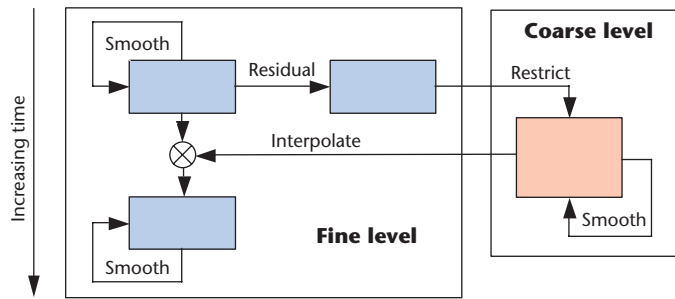 Increasing time
Smooth
Residual
Coarse level
Restrict
Interpolate
Smooth
Fine level
Smooth